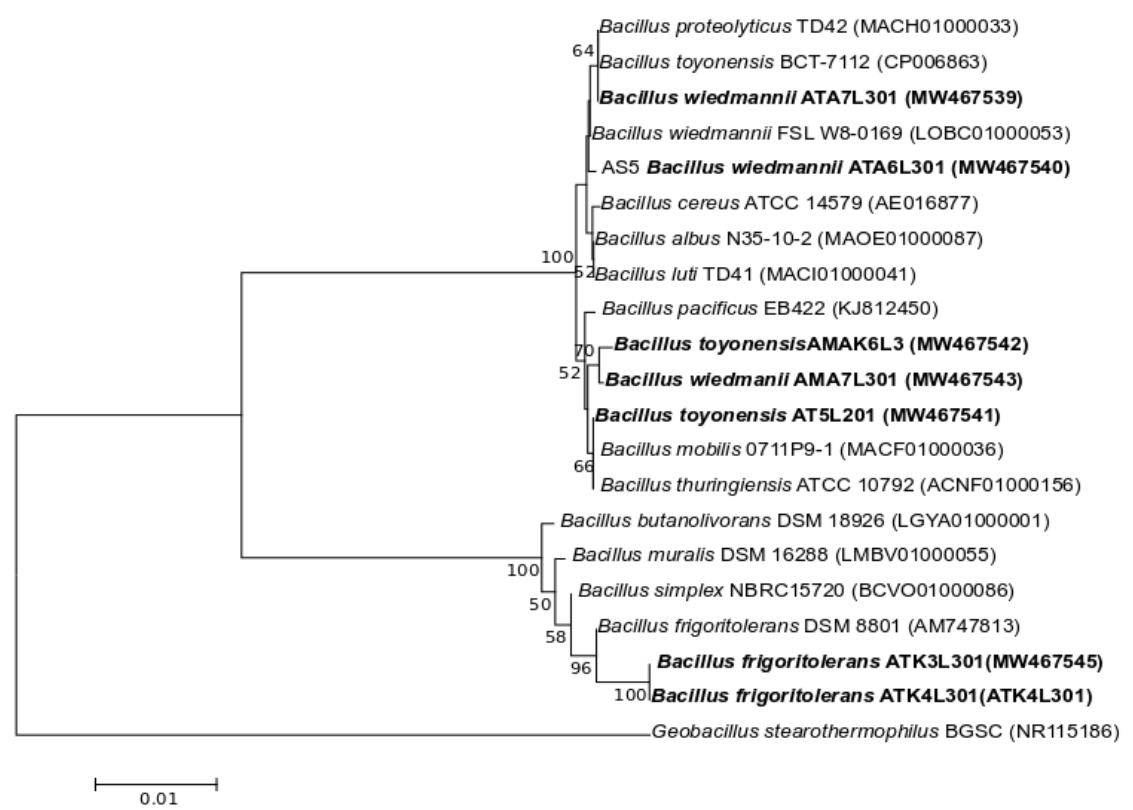 Bacillus proteolyticus TD42 (MACH01000033)
64
Bacillus toyonensis BCT-7112 (CP006863)
Bacillus wiedmannii ATA7L301 (MW467539)
Bacillus wiedmannii FSL W8-0169 (LOBC01000053)
AS5 Bacillus wiedmannii ATA6L301 (MW467540)
Bacillus cereus ATCC 14579 (AE016877)
Bacillus albus N35-10-2 (MAOE01000087)
100
52
Bacillus luti TD41 (MACI01000041)
Bacillus pacificus EB422 (KJ812450)
70
Bacillus toyonensisAMAK6L3 (MW467542)
52
Bacillus wiedmanii AMA7L301 (MW467543)
Bacillus toyonensis AT5L201 (MW467541)
Bacillus mobilis 0711P9-1 (MACF01000036)
66
Bacillus thuringiensis ATCC 10792 (ACNF01000156)
Bacillus butanolivorans DSM 18926 (LGYA01000001)
Bacillus muralis DSM 16288 (LMBV01000055)
100
Bacillus simplex NBRC15720 (BCVO01000086)
50
Bacillus frigoritolerans DSM 8801 (AM747813)
58
Bacillus frigoritolerans ATK3L301(MW467545)
96
100
Bacillus frigoritolerans ATK4L301(ATK4L301)
Geobacillus stearothermophilus BGSC (NR115186)
0.01